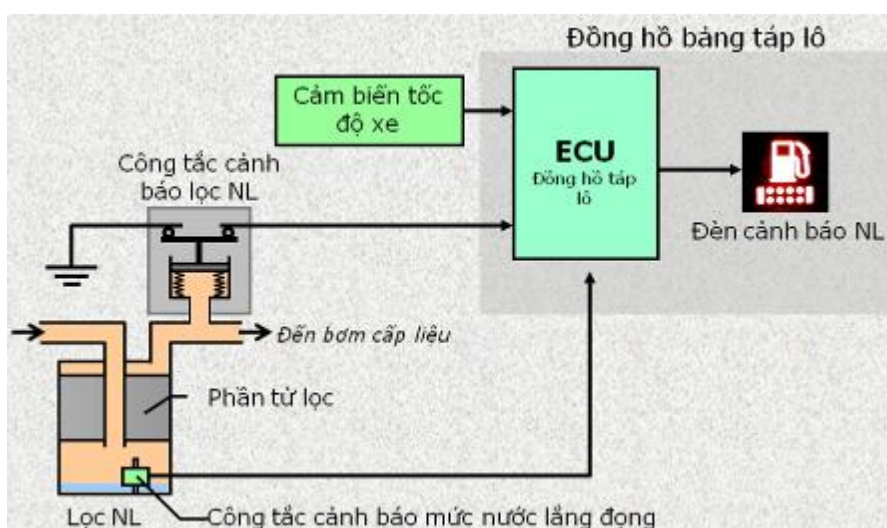 Đồng hồ bảng táp lô
Cảm biến tốc
độ xe
Công tắc cảnh
báo lọc NL
ECU
Đồng hồ táp
lô
Đèn cảnh báo NL
Đến bơm cấp liệu
Phần tử lọc
Lọc NL
Công tắc cảnh báo mức nước lắng đọng